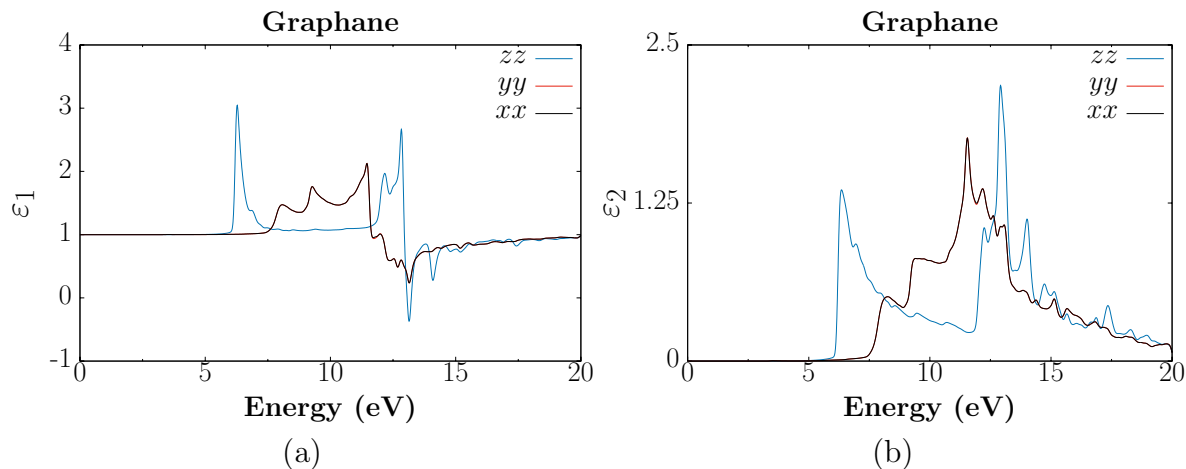 Graphane
4
3
2
1
0
-1
ε1
zz
yy
xx
0
5
10
15
20
Energy (eV)
(a)
Graphane
2.5
1.25
0
ε2
zz
yy
xx
0
5
10
15
20
Energy (eV)
(b)